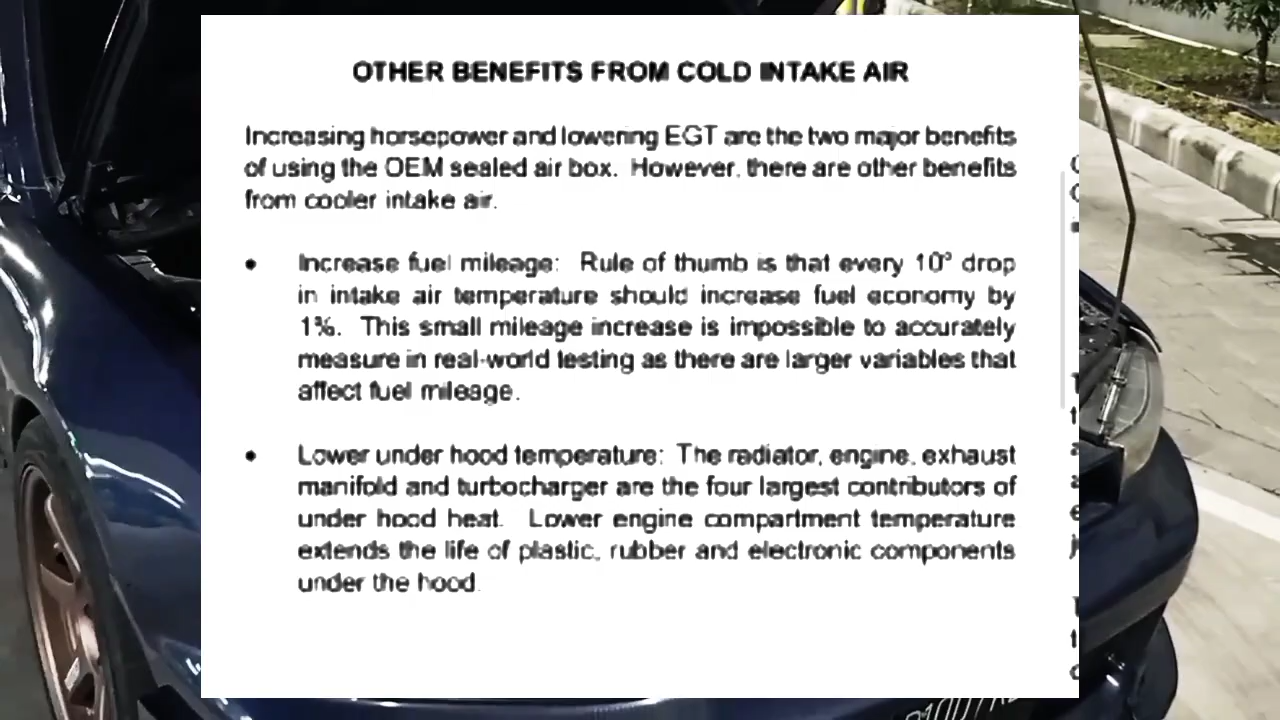 OTHER BENEFITS FROM COLD INTAKE AIR
Increasing horsepower and lowering EGT are the two major benefits
of using the OEM sealed air box. However, there are other benefits
from cooler intake air.
• Increase fuel mileage: Rule of thumb is that every 10° drop
in intake air temperature should increase fuel economy by
1%. This small mileage increase is impossible to accurately
measure in real-world testing as there are larger variables that
affect fuel mileage.
• Lower under hood temperature: The radiator, engine, exhaust
manifold and turbocharger are the four largest contributors of
under hood heat. Lower engine compartment temperature
extends the life of plastic, rubber and electronic components
under the hood.